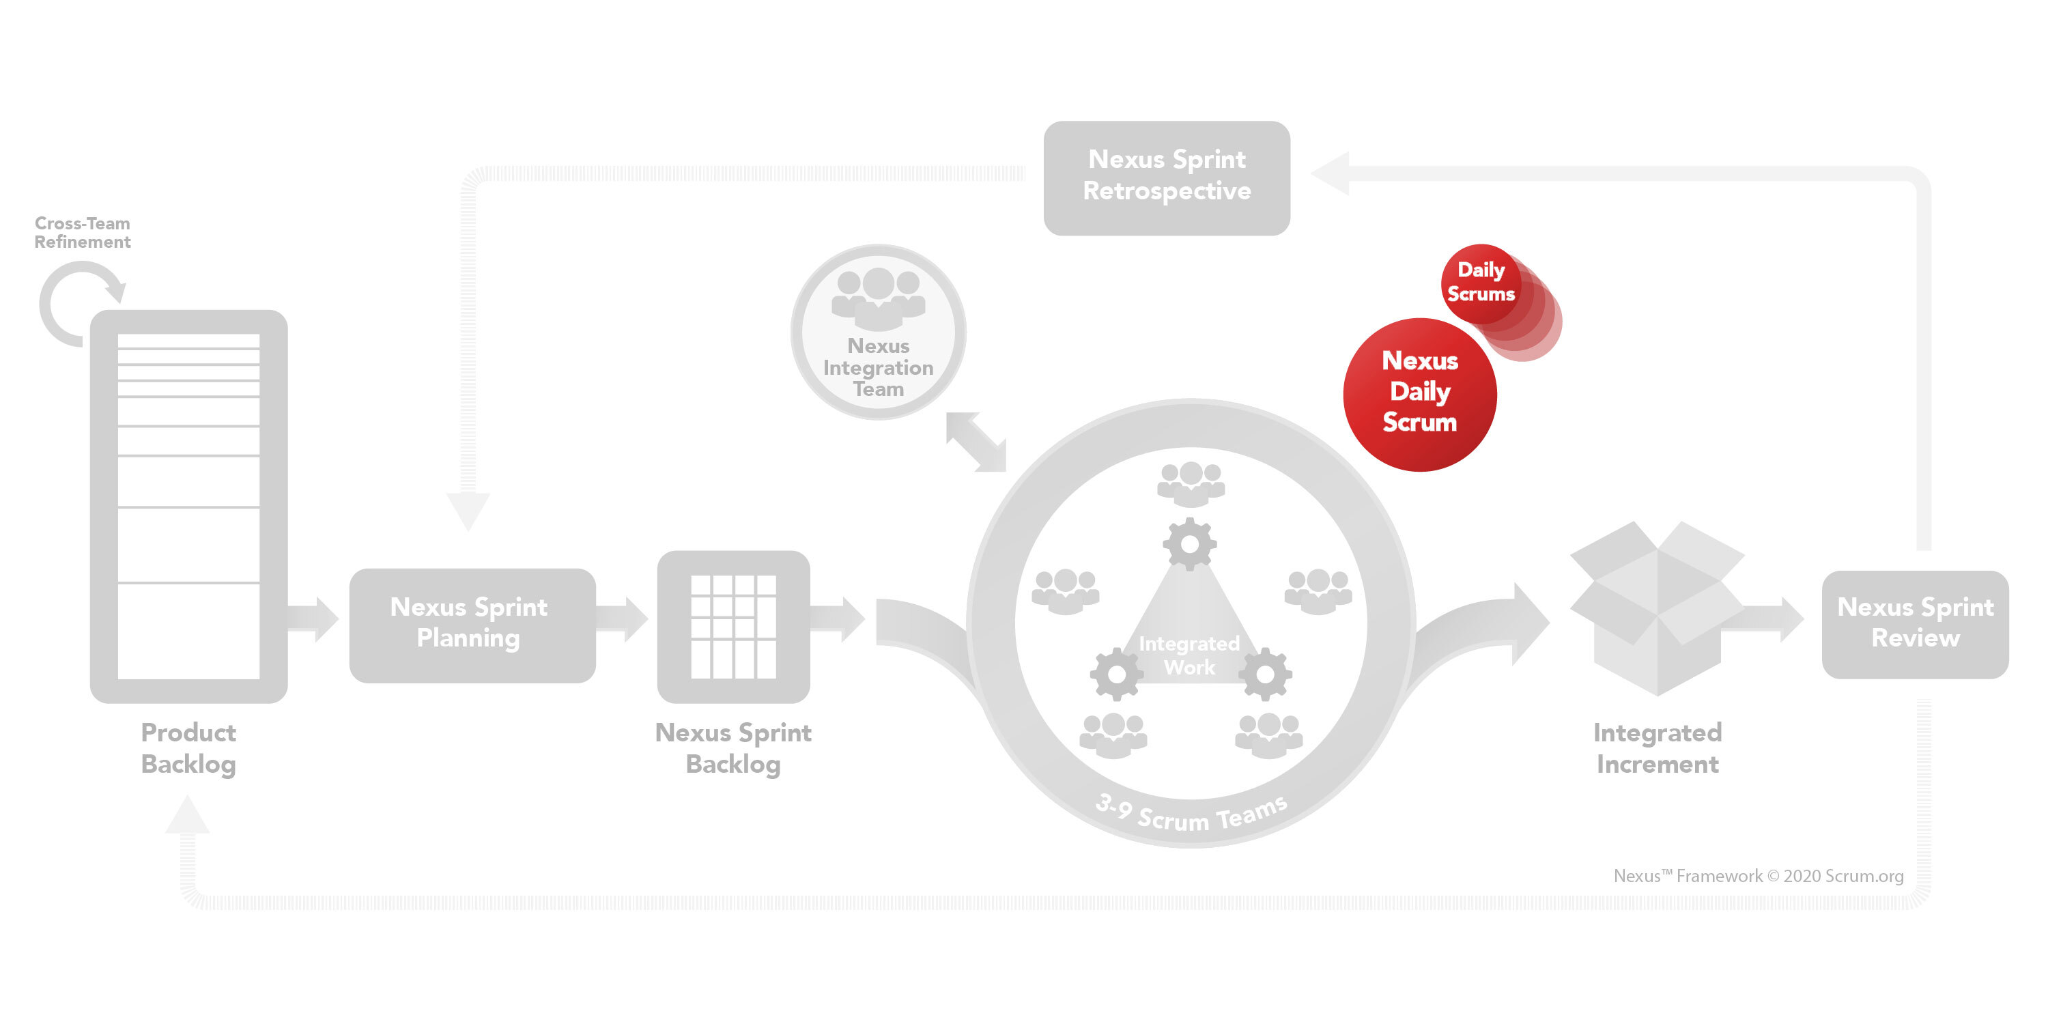 Nexus Sprint
Retrospective
Cross-Team
Refinement
Daily
Scrums
Nexus
Integration
Team
Nexus
Daily
Scrum
Nexus Sprint
Planning
Integrated
Work
Nexus Sprint
Review
Product
Backlog
Nexus Sprint
Backlog
3-9 Scrum Teams
Integrated
Increment
Nexus™ Framework © 2020 Scrum.org